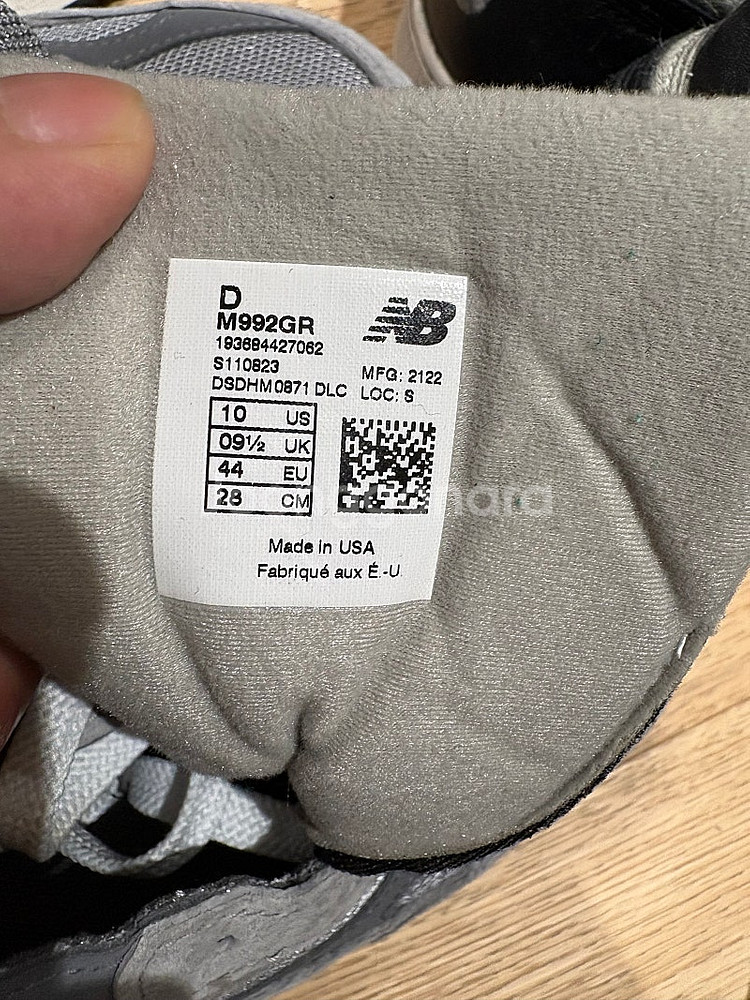 D
M992GR
193684427062
S110823
DSDHM0871 DLC
NB
MFG: 2122
LOC: S
10 US
09½ UK
44 EU
28 CM
Made in USA
Fabriqué aux É.-U.